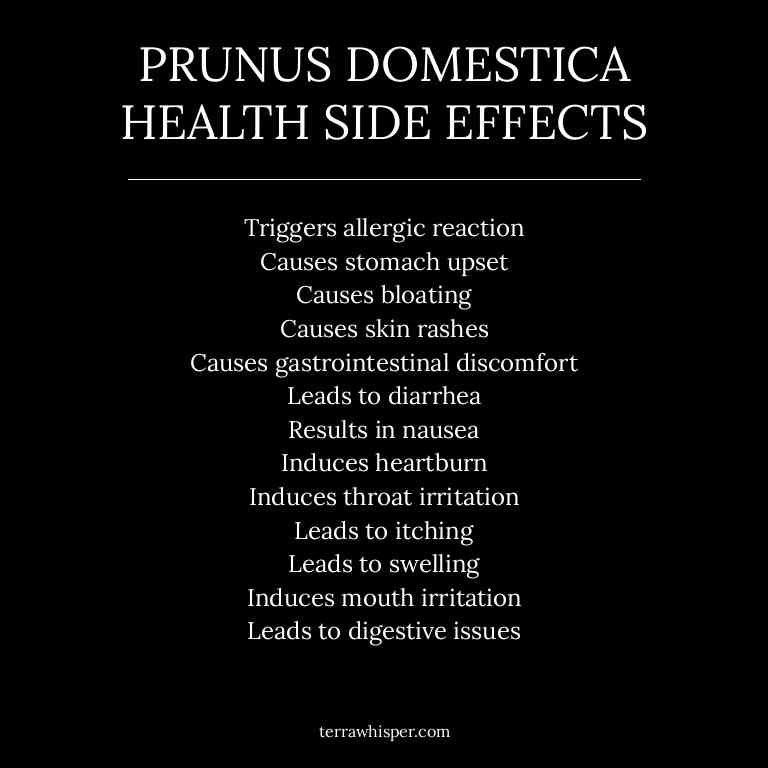 PRUNUS DOMESTICA
HEALTH SIDE EFFECTS
Triggers allergic reaction
Causes stomach upset
Causes bloating
Causes skin rashes
Causes gastrointestinal discomfort
Leads to diarrhea
Results in nausea
Induces heartburn
Induces throat irritation
Leads to itching
Leads to swelling
Induces mouth irritation
Leads to digestive issues
terrawhisper.com